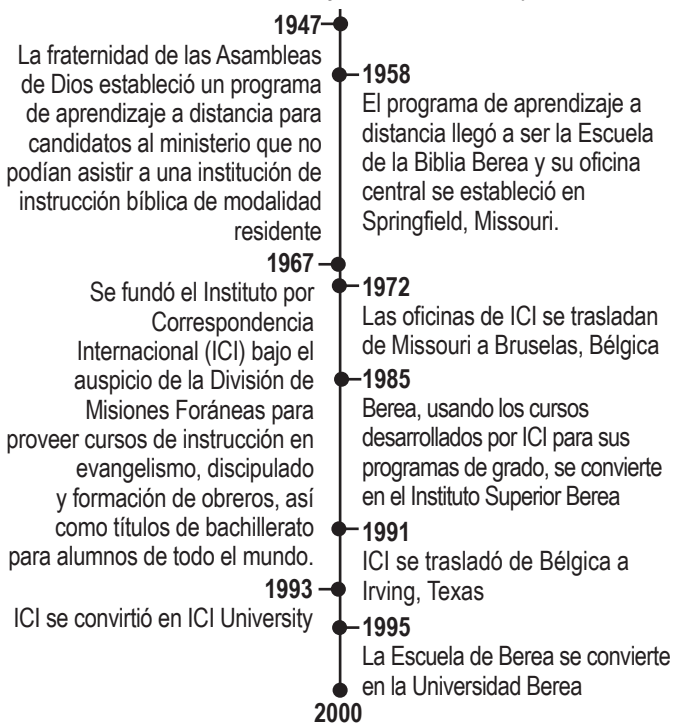 1947
La fraternidad de las Asambleas
de Dios estableció un programa
de aprendizaje a distancia para
candidatos al ministerio que no
podían asistir a una institución de
instrucción bíblica de modalidad
residente
1958
El programa de aprendizaje a
distancia llegó a ser la Escuela
de la Biblia Berea y su oficina
central se estableció en
Springfield, Missouri.
1967
Se fundó el Instituto por
Correspondencia
Internacional (ICI) bajo el
auspicio de la División de
Misiones Foráneas para
proveer cursos de instrucción en
evangelismo, discipulado
y formación de obreros, así
como títulos de bachillerato
para alumnos de todo el mundo.
1972
Las oficinas de ICI se trasladan
de Missouri a Bruselas, Bélgica
1985
Berea, usando los cursos
desarrollados por ICI para sus
programas de grado, se convierte
en el Instituto Superior Berea
1991
ICI se trasladó de Bélgica a
Irving, Texas
1993
ICI se convirtió en ICI University
1995
La Escuela de Berea se convierte
en la Universidad Berea
2000